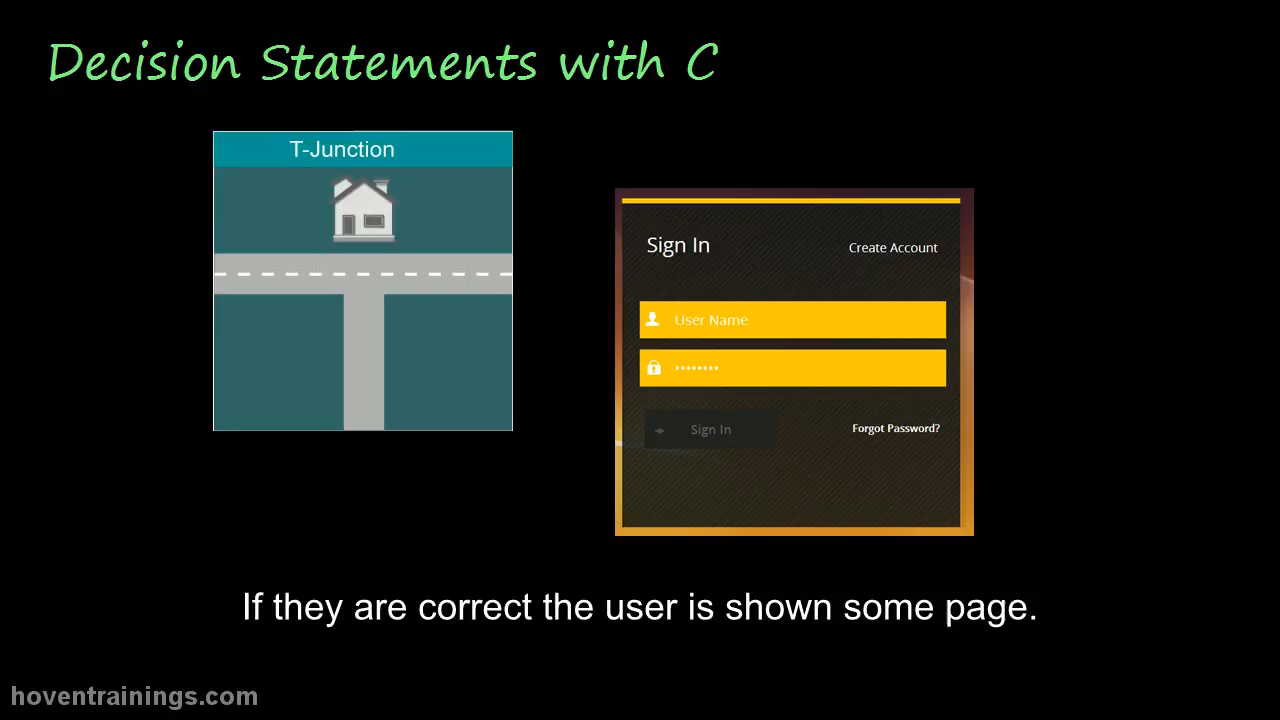 Decision Statements with C
T-Junction
Sign In
Create Account
User Name
••••••••
Sign In
Forgot Password?
If they are correct the user is shown some page.
hoventrainings.com